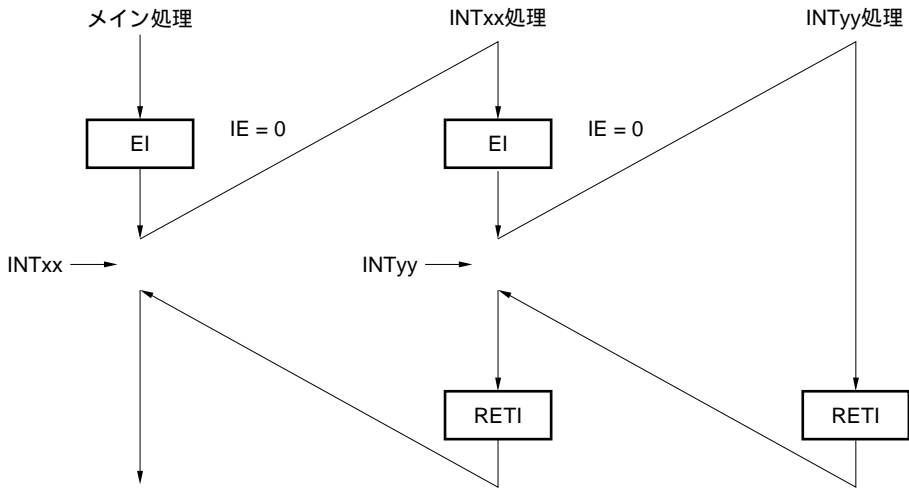 メイン処理
INTxx処理
INTyy処理
EI
IE = 0
EI
IE = 0
INTxx
INTyy
RETI
RETI